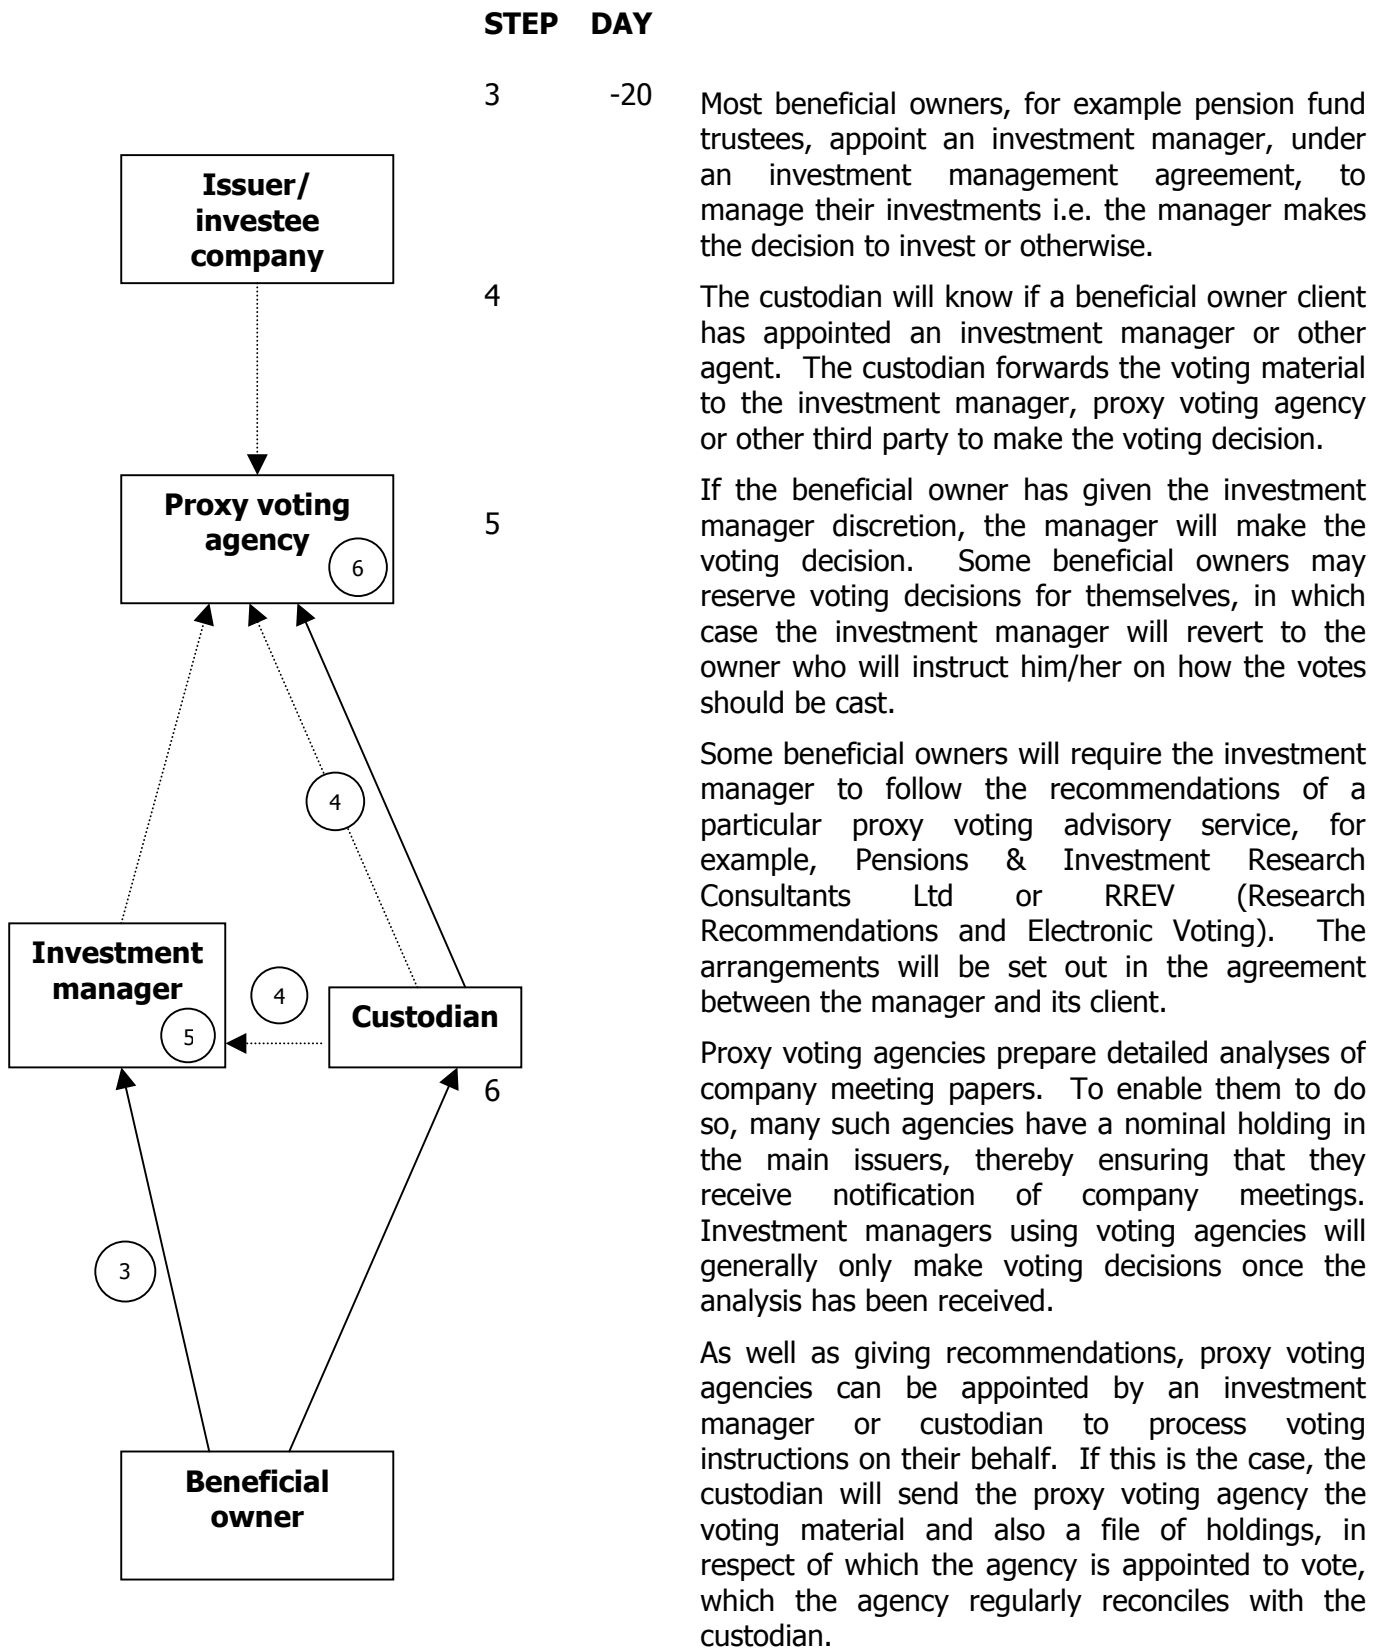 STEP DAY
3 -20
Most beneficial owners, for example pension fund
trustees, appoint an investment manager, under
an investment management agreement, to
manage their investments i.e. the manager makes
the decision to invest or otherwise.
4
The custodian will know if a beneficial owner client
has appointed an investment manager or other
agent. The custodian forwards the voting material
to the investment manager, proxy voting agency
or other third party to make the voting decision.
5
If the beneficial owner has given the investment
manager discretion, the manager will make the
voting decision. Some beneficial owners may
reserve voting decisions for themselves, in which
case the investment manager will revert to the
owner who will instruct him/her on how the votes
should be cast.
Some beneficial owners will require the investment
manager to follow the recommendations of a
particular proxy voting advisory service, for
example, Pensions & Investment Research
Consultants Ltd or RREV (Research
Recommendations and Electronic Voting). The
arrangements will be set out in the agreement
between the manager and its client.
6
Proxy voting agencies prepare detailed analyses of
company meeting papers. To enable them to do
so, many such agencies have a nominal holding in
the main issuers, thereby ensuring that they
receive notification of company meetings.
Investment managers using voting agencies will
generally only make voting decisions once the
analysis has been received.
As well as giving recommendations, proxy voting
agencies can be appointed by an investment
manager or custodian to process voting
instructions on their behalf. If this is the case, the
custodian will send the proxy voting agency the
voting material and also a file of holdings, in
respect of which the agency is appointed to vote,
which the agency regularly reconciles with the
custodian.
Issuer/
investee
company
Proxy voting
agency
6
4
Investment
manager
5
4
Custodian
3
Beneficial
owner